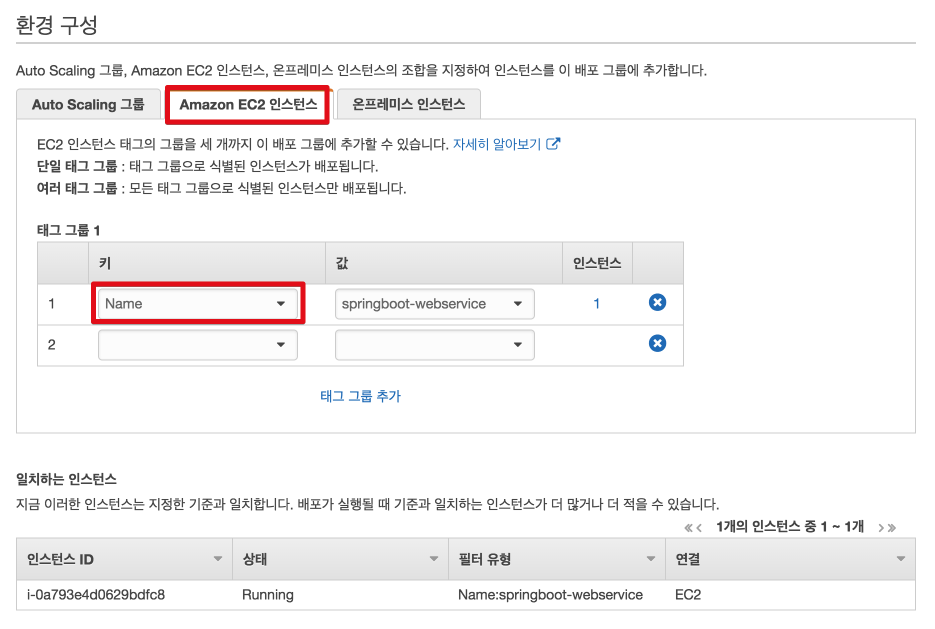 환경 구성
Auto Scaling 그룹, Amazon EC2 인스턴스, 온프레미스 인스턴스의 조합을 지정하여 인스턴스를 이 배포 그룹에 추가합니다.
Auto Scaling 그룹 Amazon EC2 인스턴스 온프레미스 인스턴스
EC2 인스턴스 태그의 그룹을 세 개까지 이 배포 그룹에 추가할 수 있습니다. 자세히 알아보기
단일 태그 그룹 : 태그 그룹으로 식별된 인스턴스가 배포됩니다.
여러 태그 그룹 : 모든 태그 그룹으로 식별된 인스턴스만 배포됩니다.
태그 그룹 1
키 값 인스턴스
1 Name springboot-webservice 1
2
태그 그룹 추가
일치하는 인스턴스
지금 이러한 인스턴스는 지정한 기준과 일치합니다. 배포가 실행될 때 기준과 일치하는 인스턴스가 더 많거나 더 적을 수 있습니다.
1개의 인스턴스 중 1 ~ 1개
인스턴스 ID 상태 필터 유형 연결
i-0a793e4d0629bdfc8 Running Name:springboot-webservice EC2